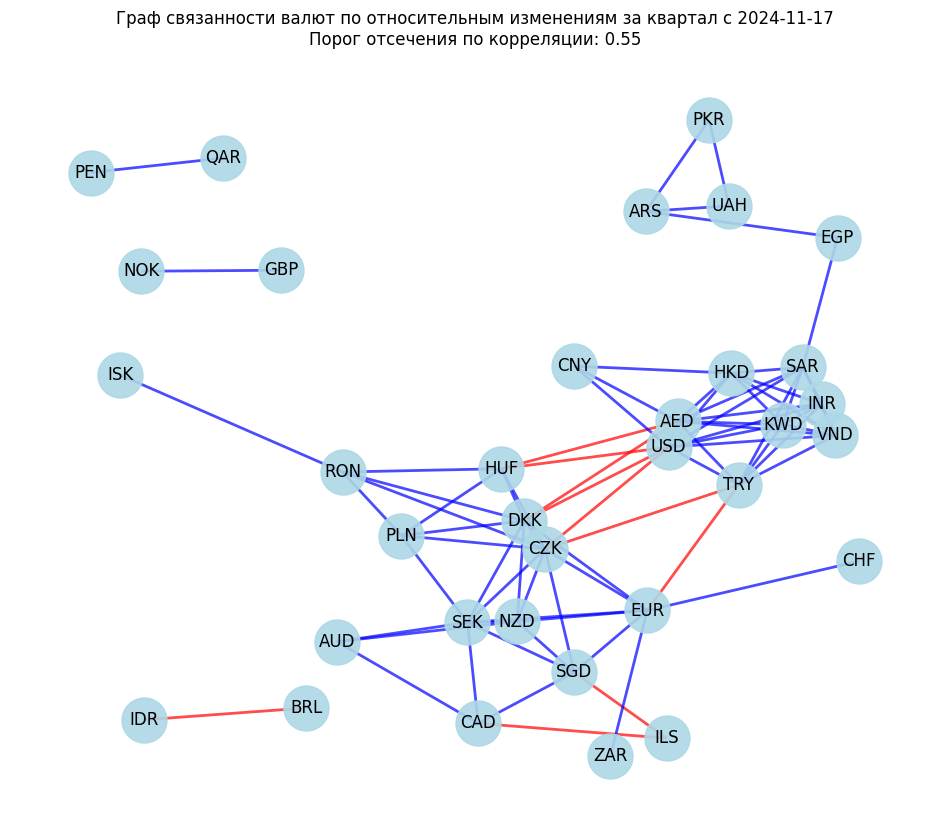 Граф связанности валют по относительным изменениям за квартал с 2024-11-17
Порог отсечения по корреляции: 0.55
PKR
QAR
PEN
UAH
ARS
EGP
GBP
NOK
CNY
SAR
HKD
ISK
INR
AED
KWD
VND
USD
HUF
RON
TRY
DKK
PLN
CZK
CHF
EUR
SEK
NZD
AUD
SGD
BRL
IDR
CAD
ILS
ZAR